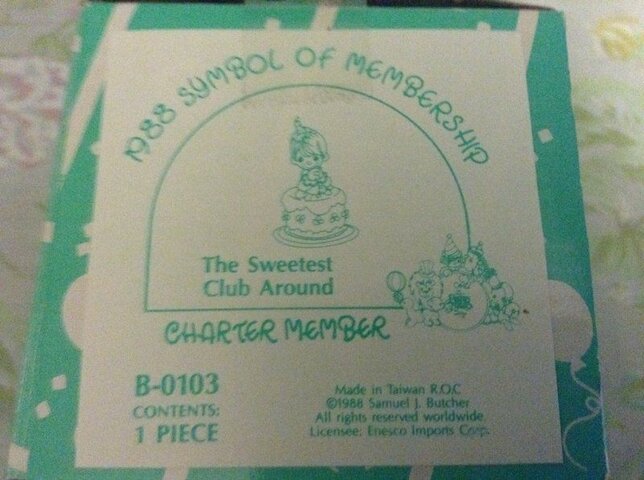 1988 SYMBOL OF MEMBERSHIP
The Sweetest
Club Around
CHARTER MEMBER
B-0103
CONTENTS:
1 PIECE
Made in Taiwan R.O.C
©1988 Samuel J. Butcher
All rights reserved worldwide.
Licensee: Enesco Imports Corp.